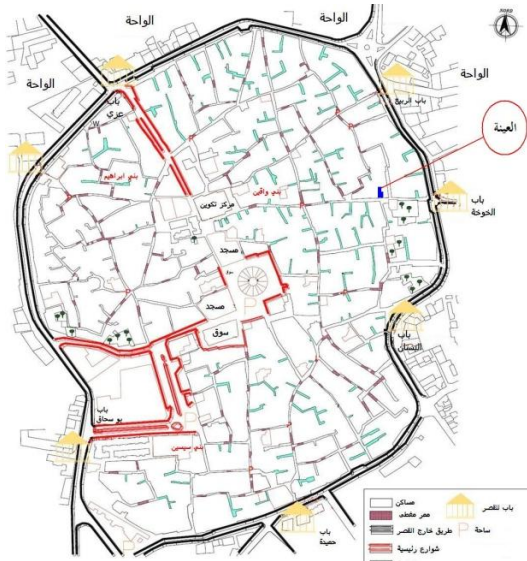 الواحة
NORD
الواحة
الواحة
باب
عزي
باب الربيع
العينة
بني ابراهيم
بني واقين
مركز تكوين
باب
الخوخة
مسجد
مسجد
سوق
باب
البستان
باب
بو سحاق
بني سيسين
باب
حميدة
مساكن
ممر مغطى
طريق خارج القصر
شوارع رئيسية
باب للقصر
P ساحة